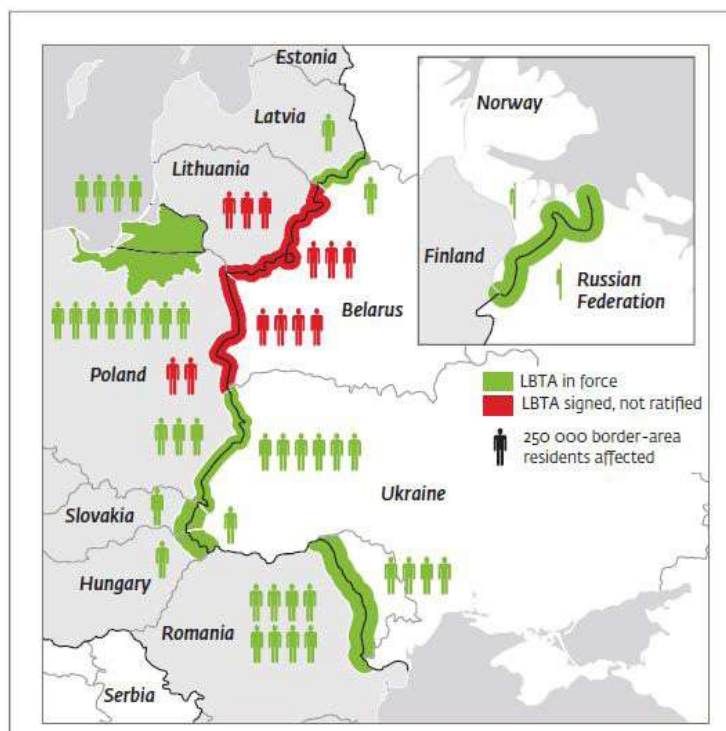 Estonia
Latvia
Lithuania
Norway
Finland
Russian
Federation
Belarus
Poland
LBTA in force
LBTA signed, not ratified
250 000 border-area
residents affected
Ukraine
Slovakia
Hungary
Romania
Serbia